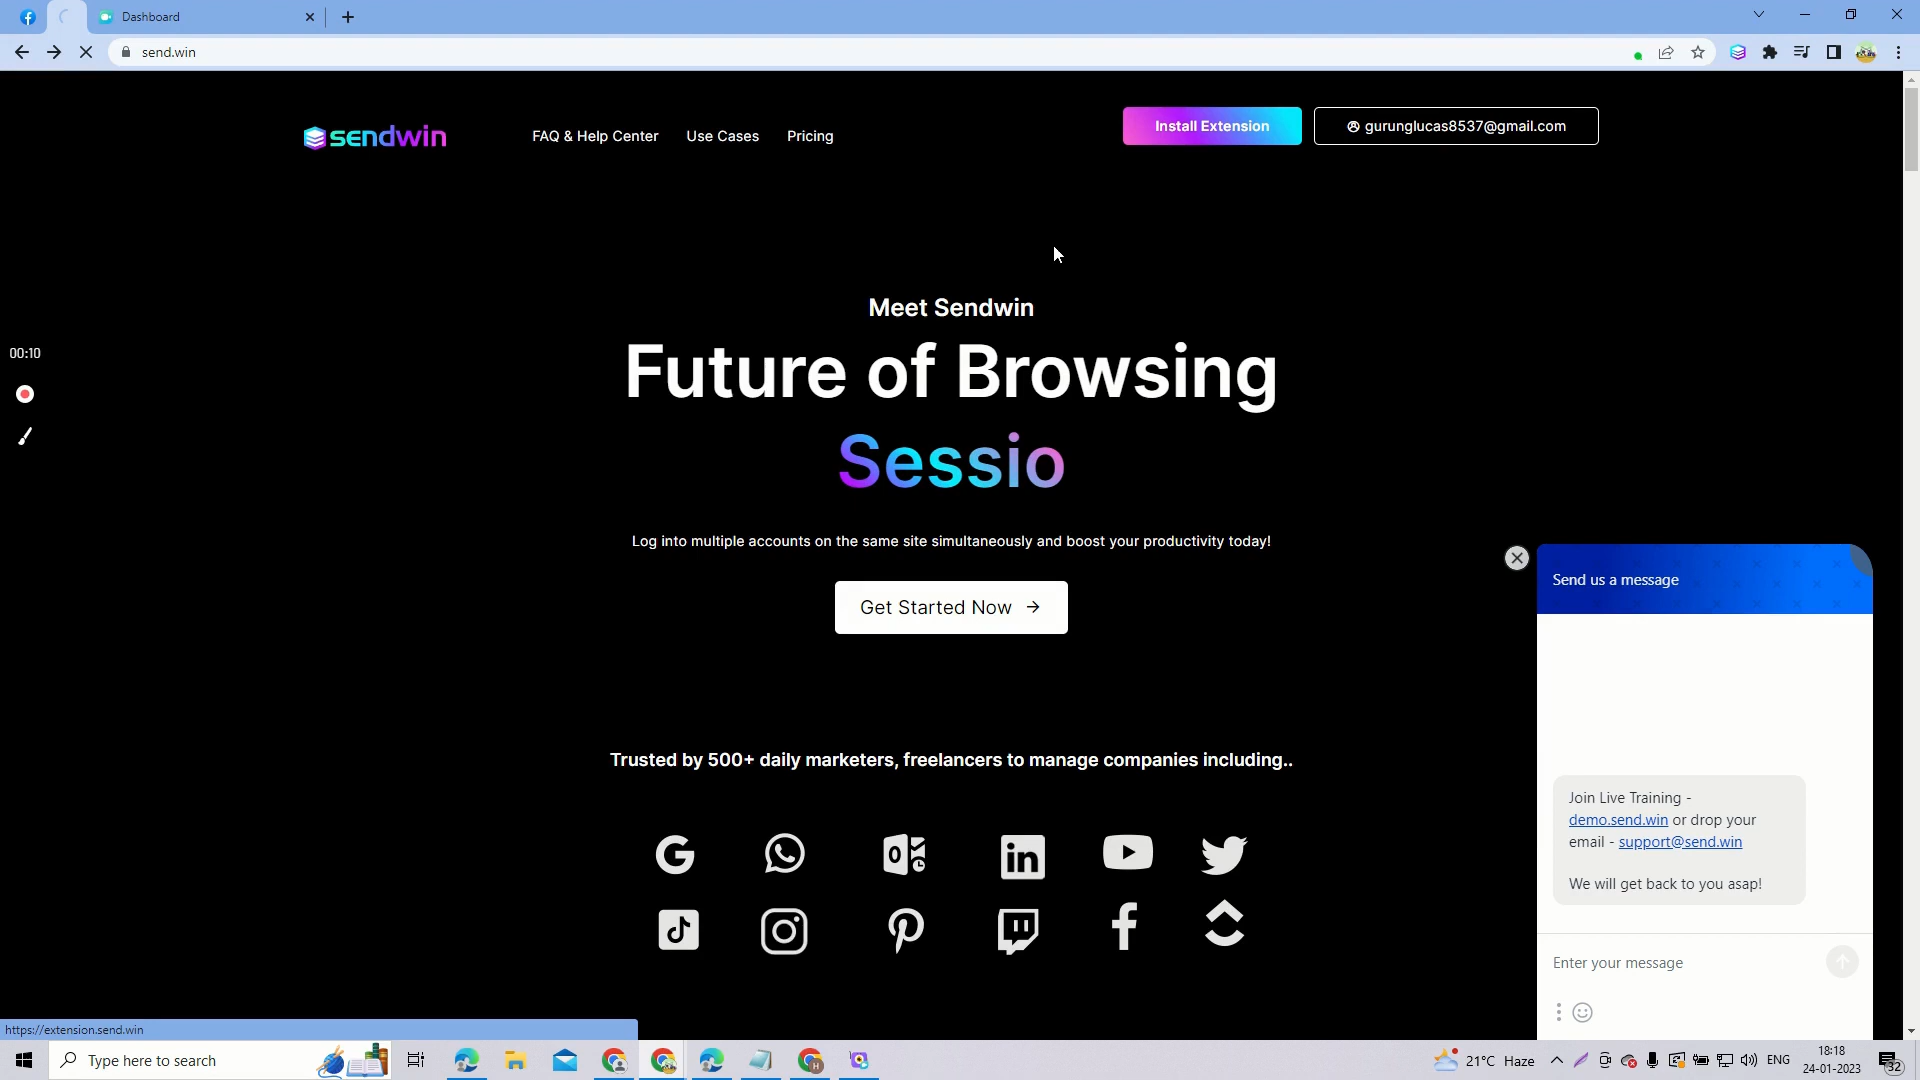 Dashboard
send.win
sendwin
FAQ & Help Center
Use Cases
Pricing
Install Extension
gurunglucas8537@gmail.com
Meet Sendwin
Future of Browsing
Sessio
Log into multiple accounts on the same site simultaneously and boost your productivity today!
Get Started Now
Trusted by 500+ daily marketers, freelancers to manage companies including..
00:10
Send us a message
Join Live Training -
demo.send.win or drop your
email - support@send.win
We will get back to you asap!
Enter your message
https://extension.send.win
Type here to search
21°C Haze
ENG
18:18
24-01-2023
32